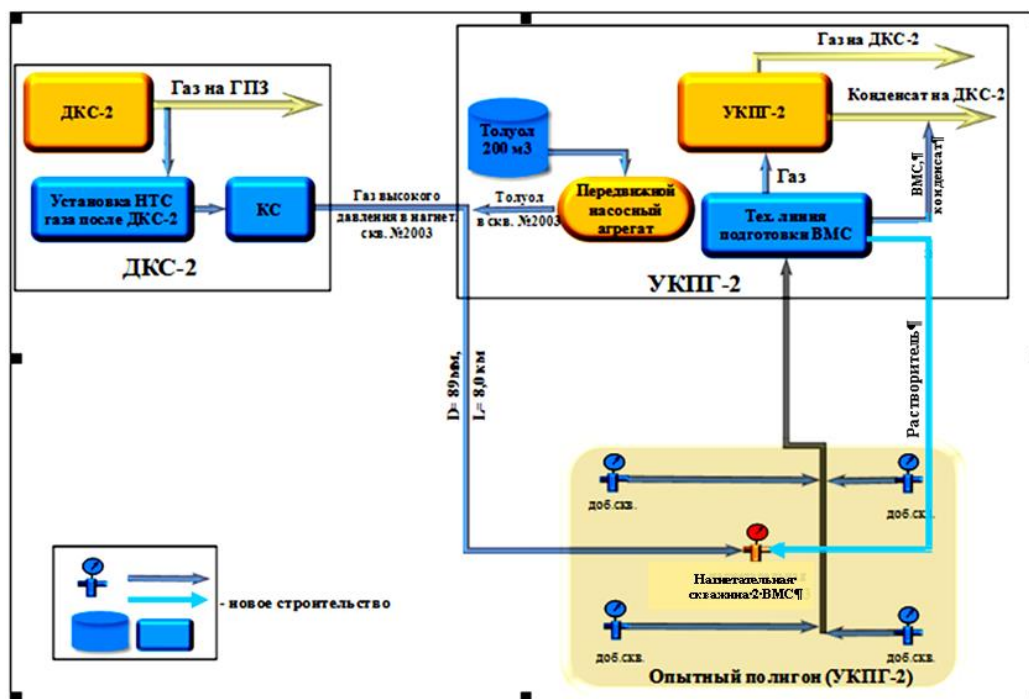 ДКС-2
Газ на ГПЗ
Установка НТС
газа после ДКС-2
КС
ДКС-2
Газ высокого
давления в нагнет.
скв. №2003
Толуол
200 м3
Толуол
в скв. №2003
Передвижной
насосный
агрегат
УКПГ-2
Газ на ДКС-2
Конденсат на ДКС-2
Газ
ВМС,¶
конденсат¶
Тех. линия
подготовки ВМС
УКПГ-2
D= 89мм,
L= 8,0 км
Растворитель¶
доб.скв.
доб.скв.
Нагнетательная
скважина·2·ВМС¶
доб.скв.
доб.скв.
Опытный полигон (УКПГ-2)
- новое строительство